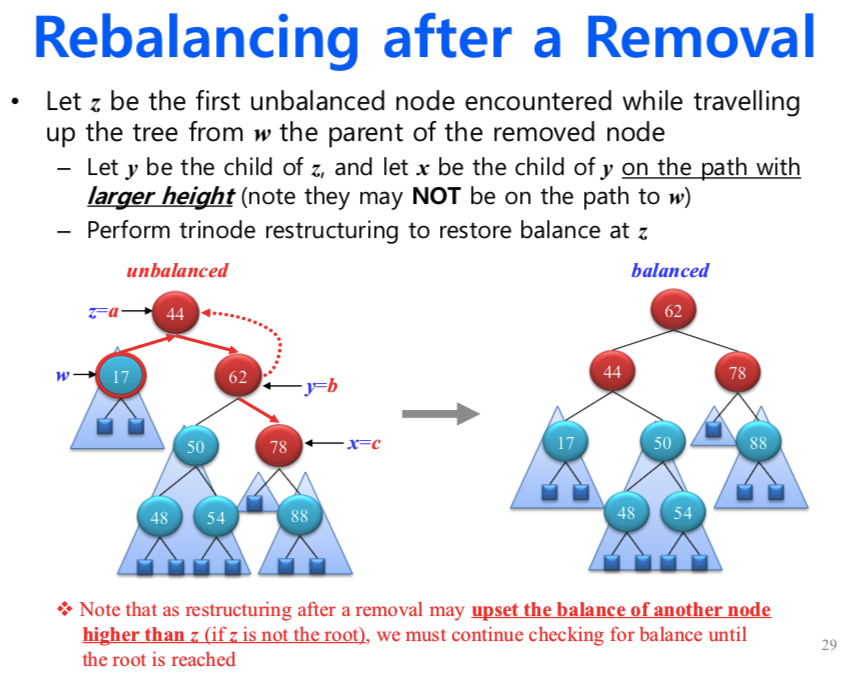 Rebalancing after a Removal
• Let z be the first unbalanced node encountered while travelling
up the tree from w the parent of the removed node
– Let y be the child of z, and let x be the child of y on the path with
larger height (note they may NOT be on the path to w)
– Perform trinode restructuring to restore balance at z
unbalanced
balanced
z=a
44
62
w
17
62
y=b
44
78
50
78
x=c
17
50
88
48
54
88
48
54
❖ Note that as restructuring after a removal may upset the balance of another node
higher than z (if z is not the root), we must continue checking for balance until
the root is reached
29